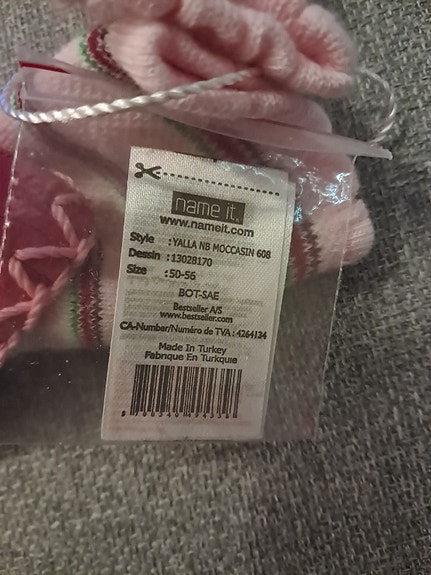 name it.
www.nameit.com
Style : YALLA NB MOCCASIN 608
Dessin : 13028170
Size : 50-56
BOT-SAE
Bestseller A/S
www.bestseller.com
CA-Number/Numéro de TVA : 4264134
Made In Turkey
Fabrique En Turkquie